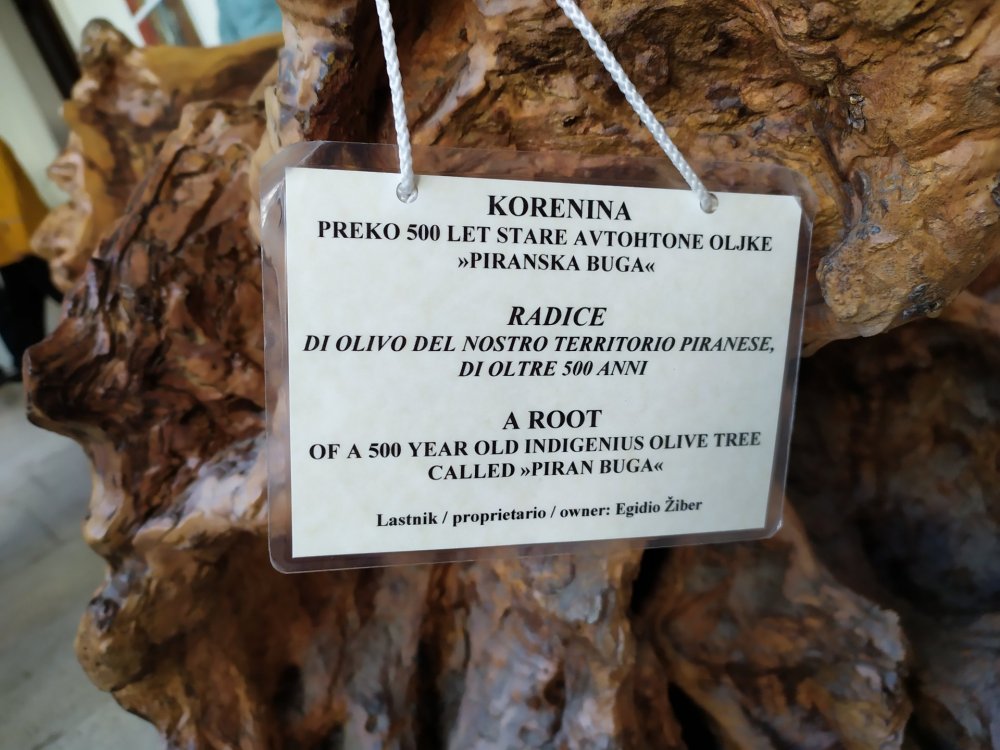 KORENINA
PREKO 500 LET STARE AVTOHTONE OLJKE
»PIRANSKA BUGA«
RADICE
DI OLIVO DEL NOSTRO TERRITORIO PIRANESE,
DI OLTRE 500 ANNI
A ROOT
OF A 500 YEAR OLD INDIGENIUS OLIVE TREE
CALLED »PIRAN BUGA«
Lastnik / proprietario / owner: Egidio Žiber